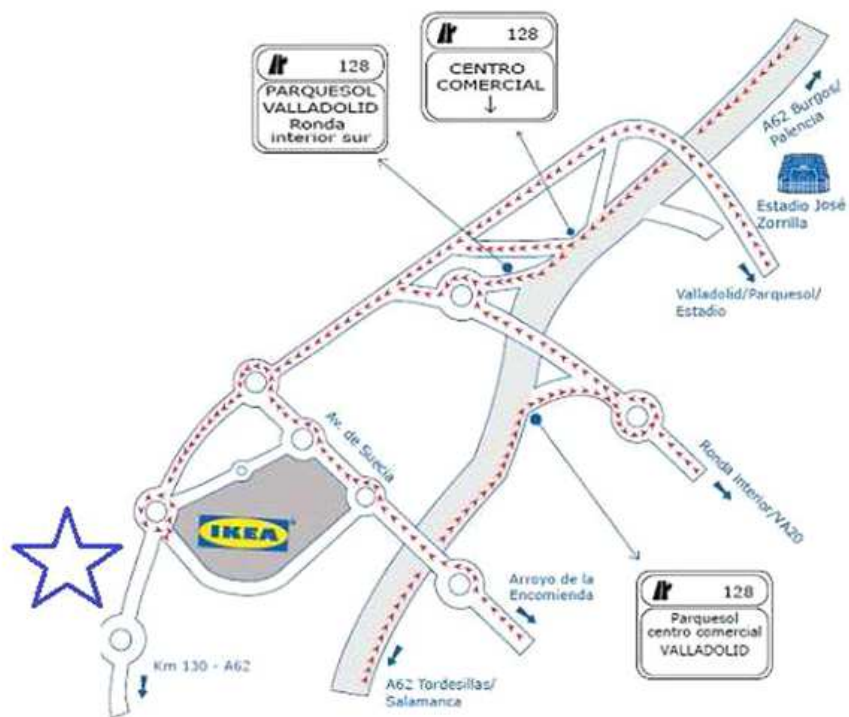 128
PARQUESOL
VALLADOLID
Ronda
interior sur
128
CENTRO
COMERCIAL
A62 Burgos/
Palencia
Estadio José
Zorrilla
Valladolid/Parquesol/
Estadio
Av. de Suecia
Ronda interior/VA20
IKEA
Arroyo de la
Encomienda
128
Parquesol
centro comercial
VALLADOLID
Km 130 - A62
A62 Tordesillas/
Salamanca